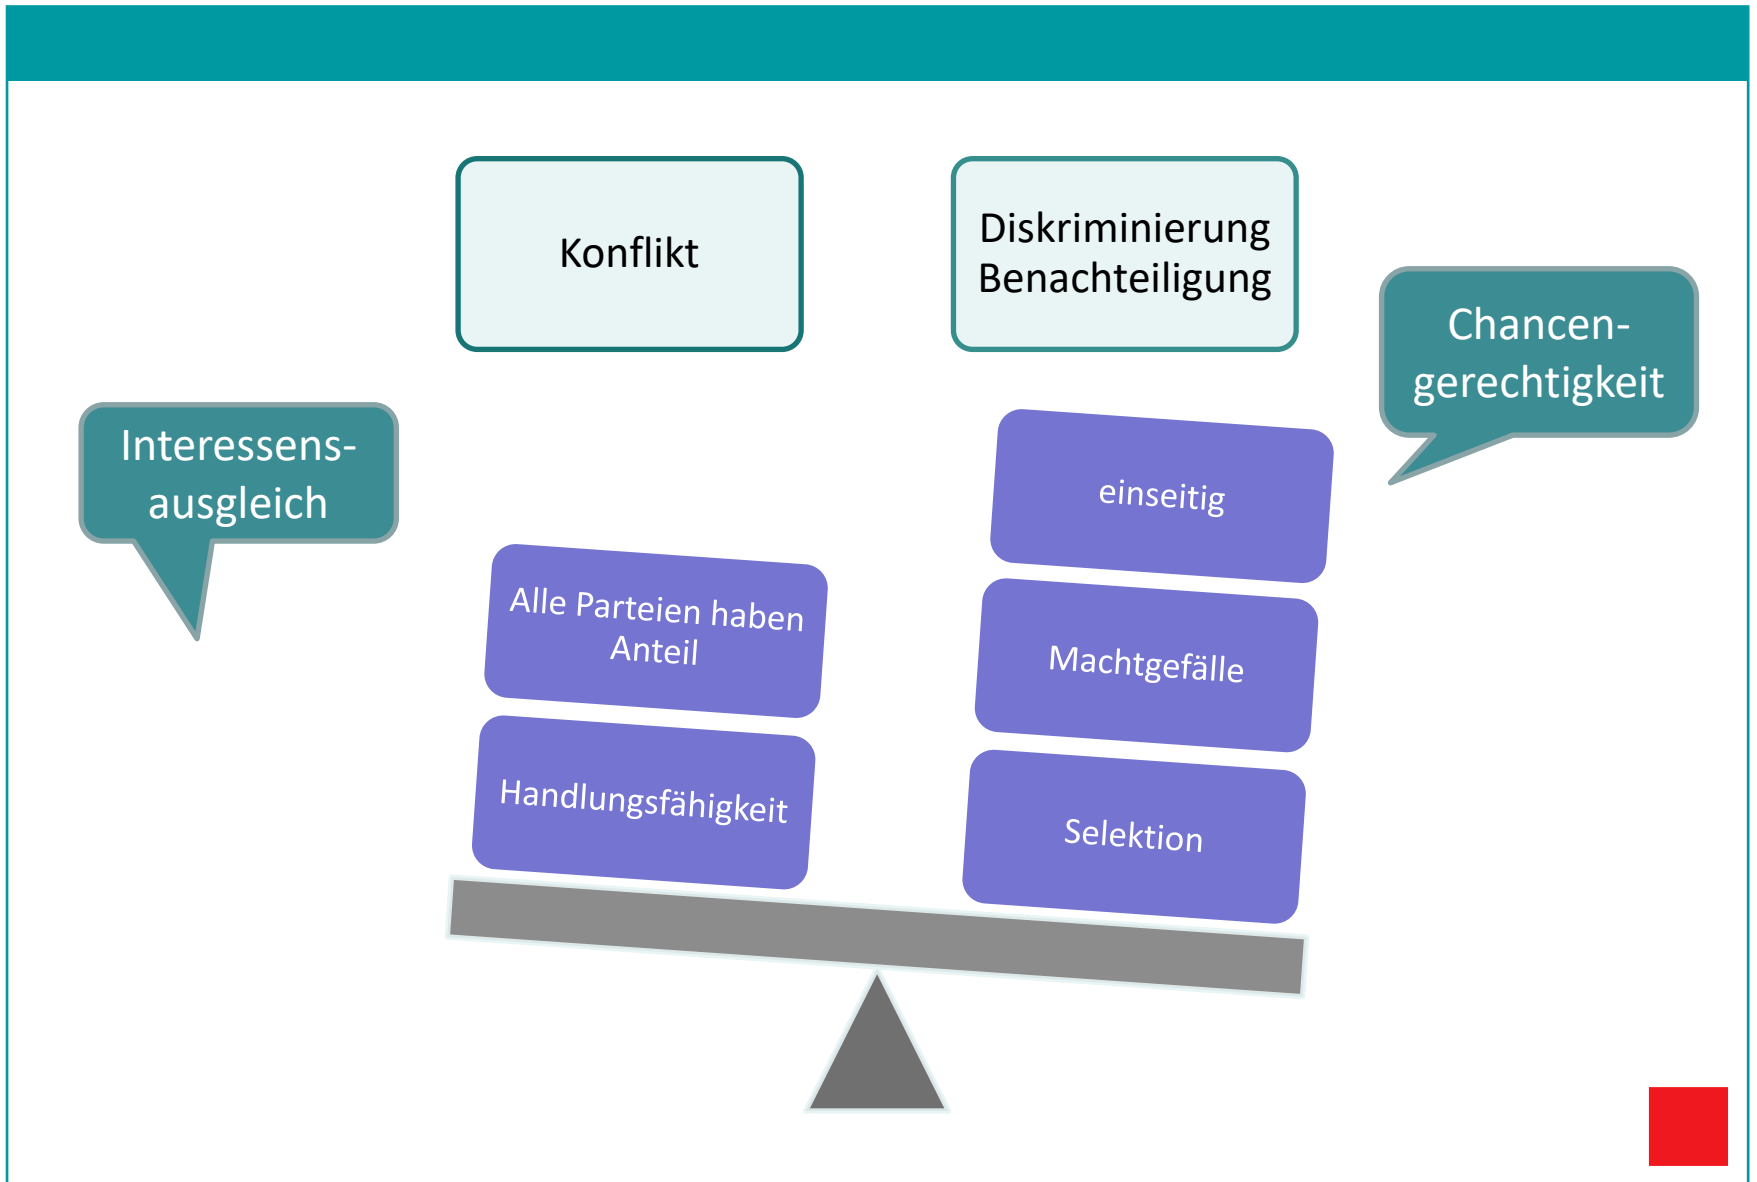 Konflikt
Diskriminierung
Benachteiligung
Chancen-
gerechtigkeit
Interessens-
ausgleich
Alle Parteien haben
Anteil
Handlungsfähigkeit
einseitig
Machtgefälle
Selektion